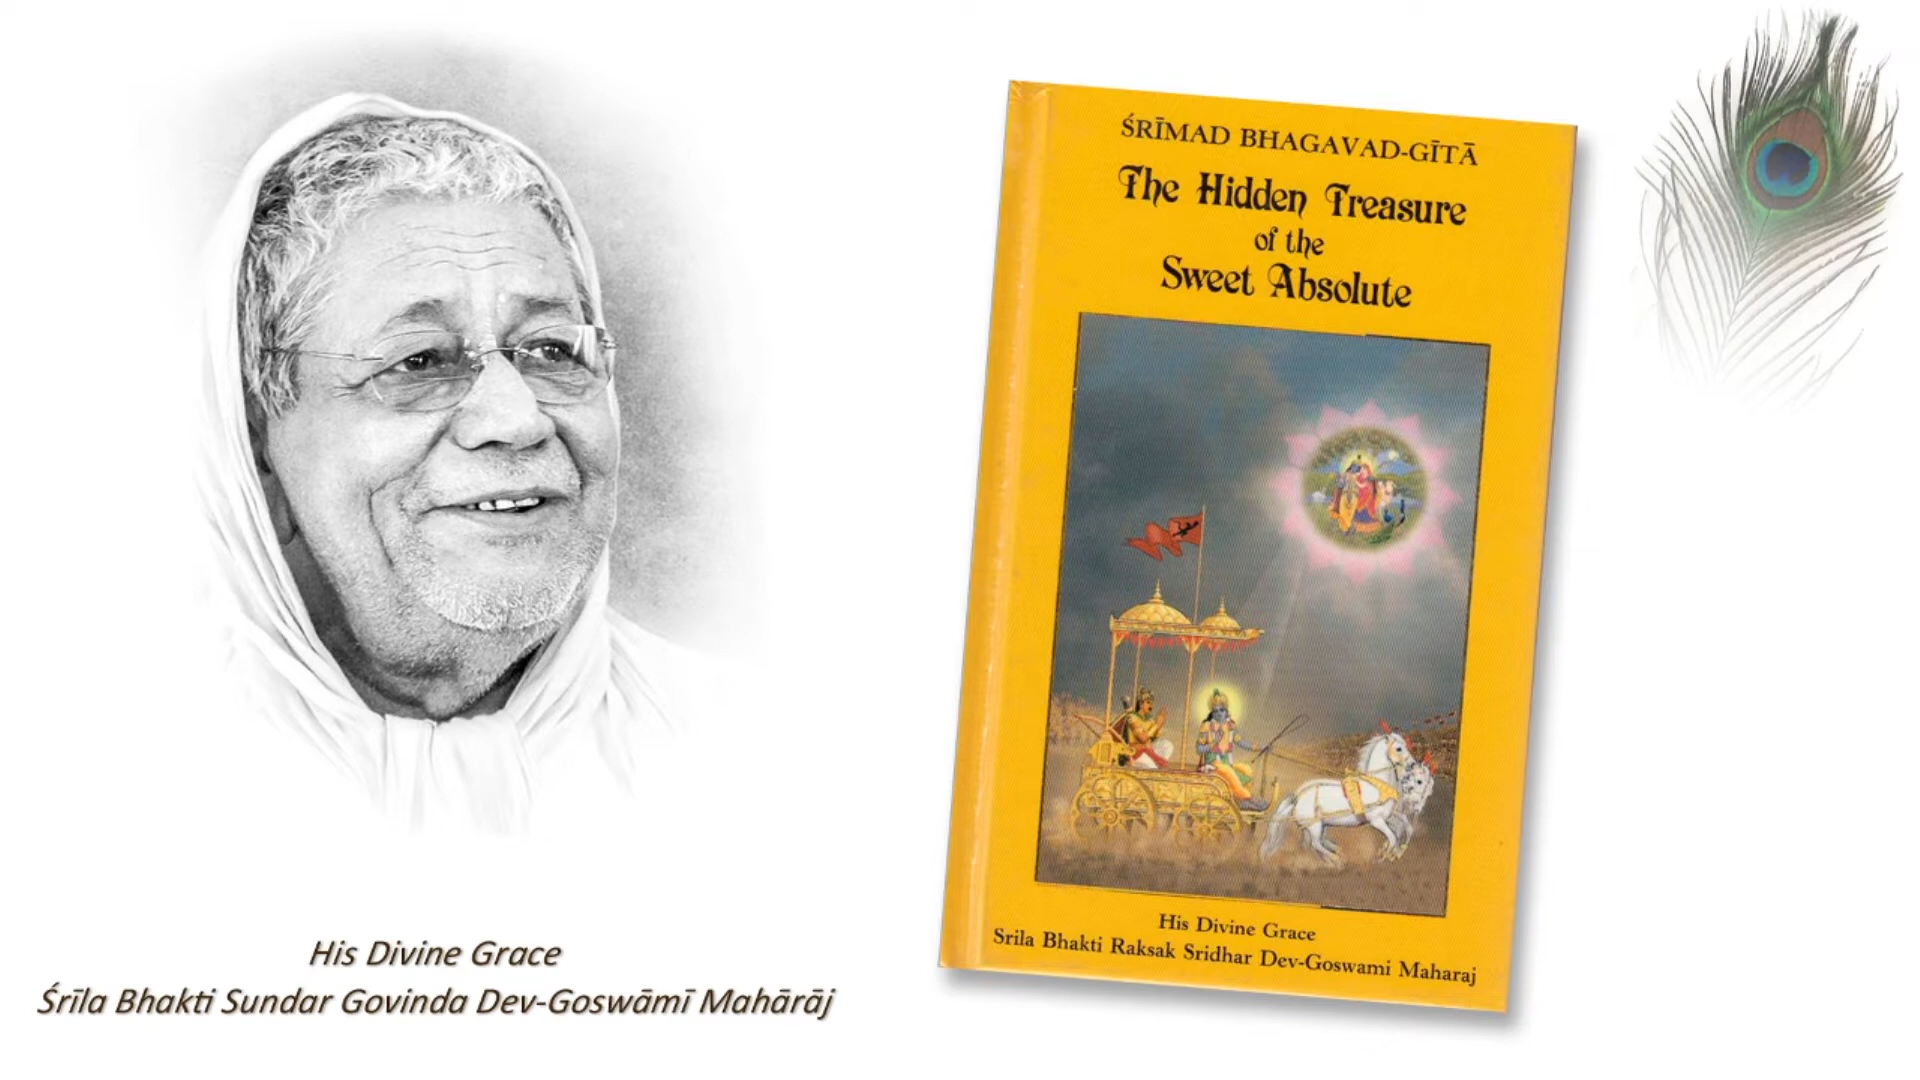 ŚRĪMAD BHAGAVAD-GĪTĀ
The Hidden Treasure
of the
Sweet Absolute
His Divine Grace
Srila Bhakti Raksak Sridhar Dev-Goswami Maharaj
His Divine Grace
Śrīla Bhakti Sundar Govinda Dev-Goswāmī Mahārāj